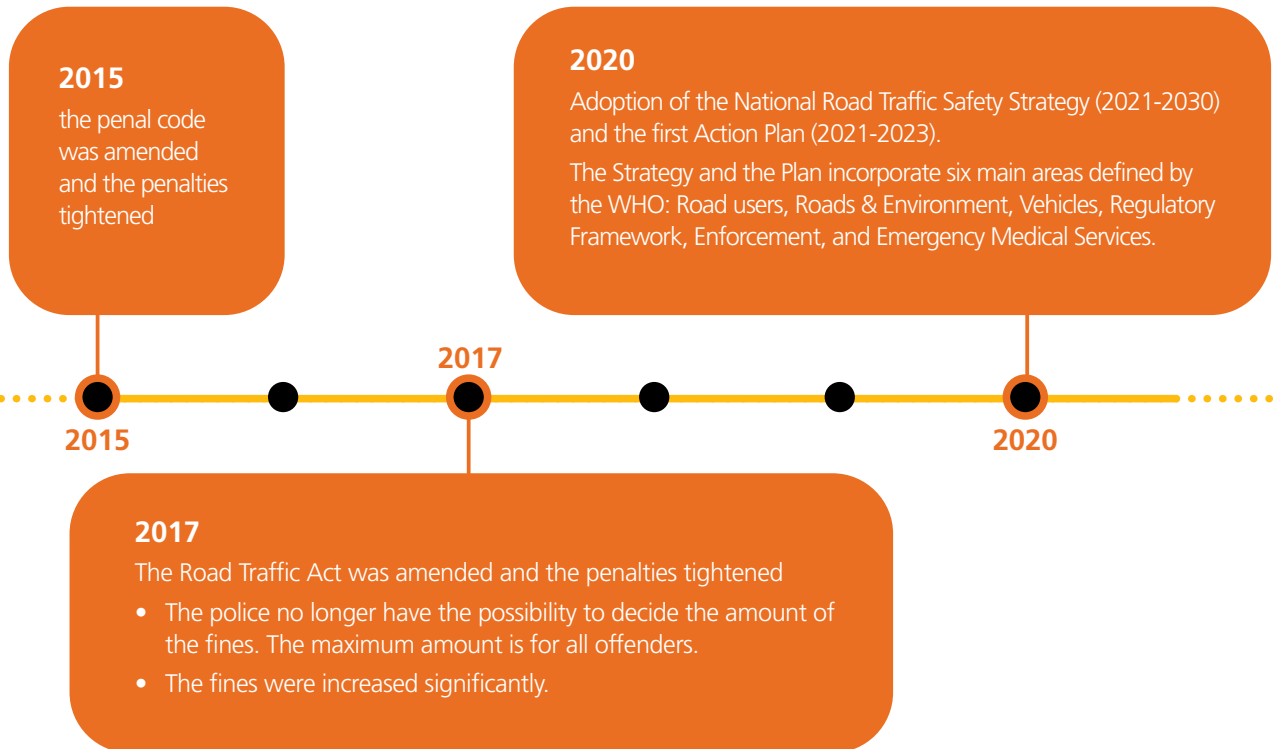 2015
the penal code
was amended
and the penalties
tightened
2020
Adoption of the National Road Traffic Safety Strategy (2021-2030)
and the first Action Plan (2021-2023).
The Strategy and the Plan incorporate six main areas defined by
the WHO: Road users, Roads & Environment, Vehicles, Regulatory
Framework, Enforcement, and Emergency Medical Services.
2017
2015
2020
2017
The Road Traffic Act was amended and the penalties tightened
• The police no longer have the possibility to decide the amount of
the fines. The maximum amount is for all offenders.
• The fines were increased significantly.